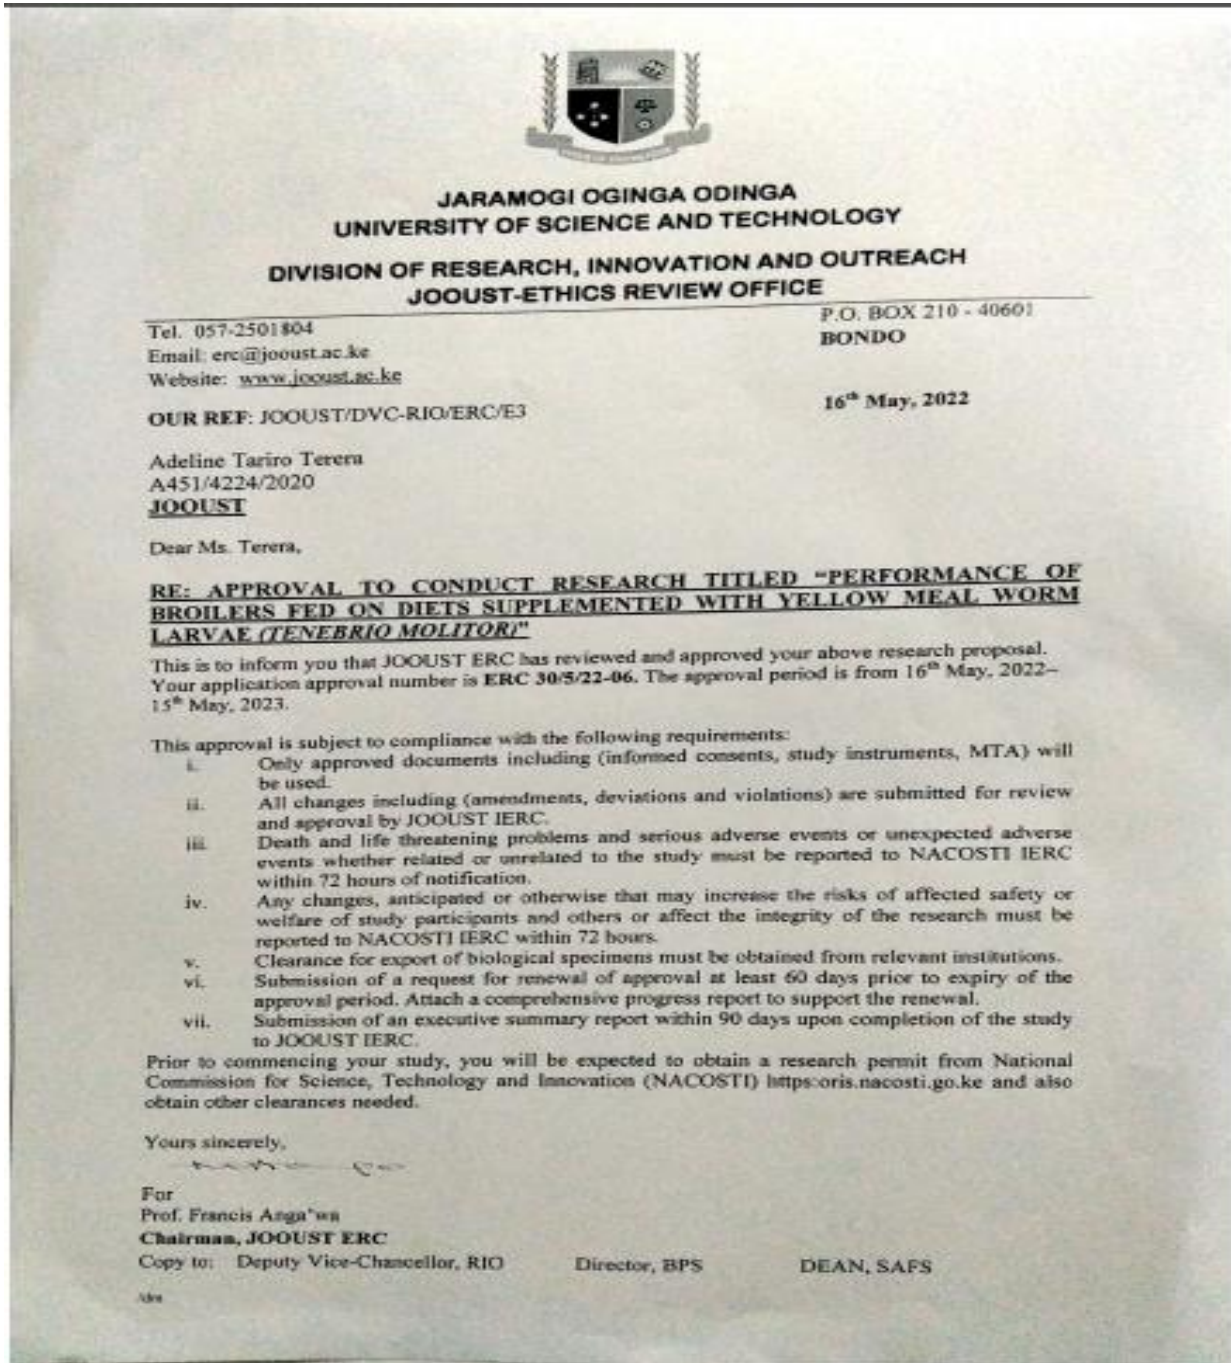 JARAMOGI OGINGA ODINGA
UNIVERSITY OF SCIENCE AND TECHNOLOGY
DIVISION OF RESEARCH, INNOVATION AND OUTREACH
JOOUST-ETHICS REVIEW OFFICE
Tel. 057-2501804
Email: erc@jooust.ac.ke
Website: www.jooust.ac.ke
P.O. BOX 210 - 40601
BONDO
OUR REF: JOOUST/DVC-RIO/ERC/E3
16th May, 2022
Adeline Tariro Terera
A451/4224/2020
JOOUST
Dear Ms. Terera,
RE: APPROVAL TO CONDUCT RESEARCH TITLED “PERFORMANCE OF
BROILERS FED ON DIETS SUPPLEMENTED WITH YELLOW MEAL WORM
LARVAE (TENEBRIO MOLITOR)”
This is to inform you that JOOUST ERC has reviewed and approved your above research proposal.
Your application approval number is ERC 30/5/22-06. The approval period is from 16th May, 2022–
15th May, 2023.
This approval is subject to compliance with the following requirements:
i. Only approved documents including (informed consents, study instruments, MTA) will
be used.
ii. All changes including (amendments, deviations and violations) are submitted for review
and approval by JOOUST IERC.
iii. Death and life threatening problems and serious adverse events or unexpected adverse
events whether related or unrelated to the study must be reported to NACOSTI IERC
within 72 hours of notification.
iv. Any changes, anticipated or otherwise that may increase the risks of affected safety or
welfare of study participants and others or affect the integrity of the research must be
reported to NACOSTI IERC within 72 hours.
v. Clearance for export of biological specimens must be obtained from relevant institutions.
vi. Submission of a request for renewal of approval at least 60 days prior to expiry of the
approval period. Attach a comprehensive progress report to support the renewal.
vii. Submission of an executive summary report within 90 days upon completion of the study
to JOOUST IERC.
Prior to commencing your study, you will be expected to obtain a research permit from National
Commission for Science, Technology and Innovation (NACOSTI) https:oris.nacosti.go.ke and also
obtain other clearances needed.
Yours sincerely,
For
Prof. Francis Anga'wa
Chairman, JOOUST ERC
Copy to: Deputy Vice-Chancellor, RIO Director, BPS DEAN, SAFS